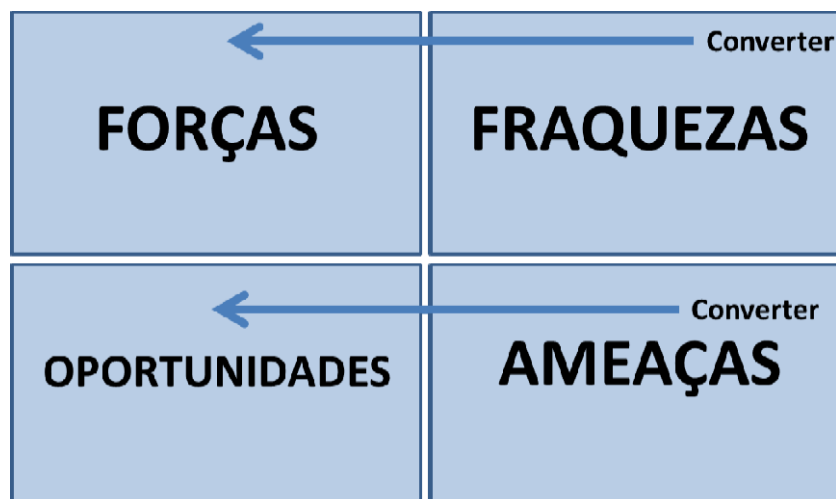 Converter
FORÇAS
FRAQUEZAS
Converter
OPORTUNIDADES
AMEAÇAS